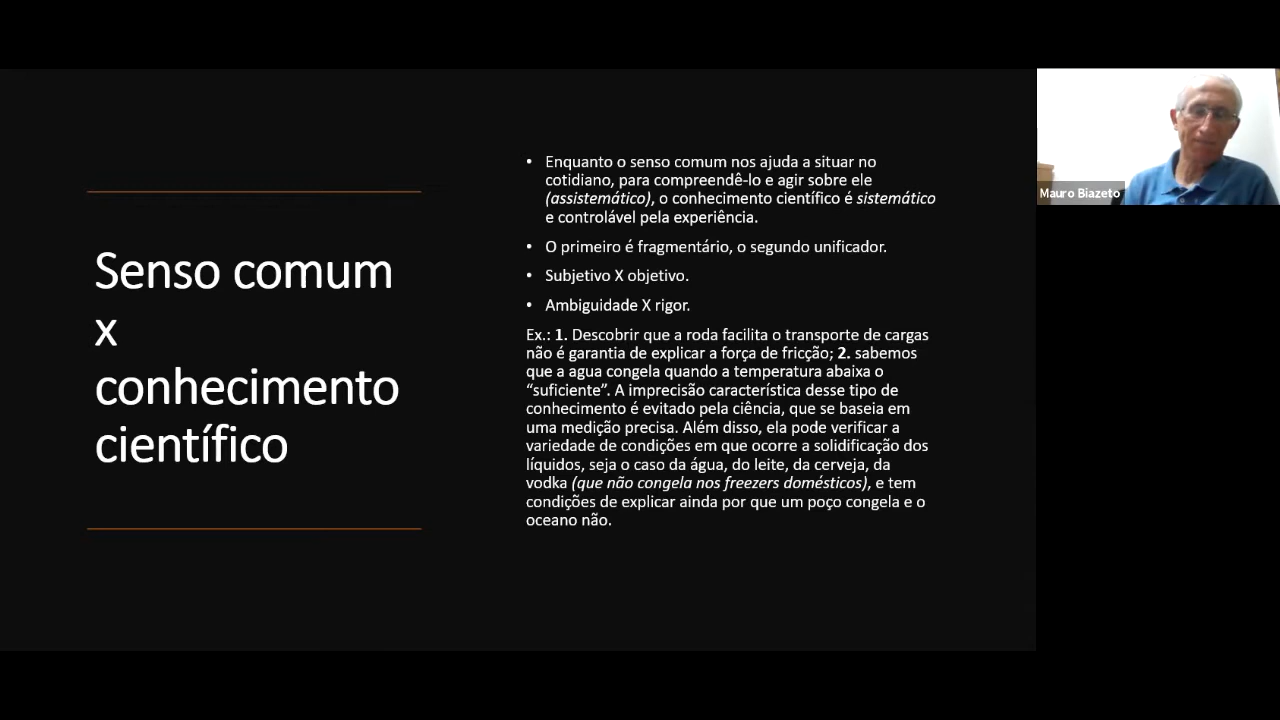 Senso comum
x
conhecimento
científico
• Enquanto o senso comum nos ajuda a situar no
cotidiano, para compreendê-lo e agir sobre ele
(assistemático), o conhecimento científico é sistemático
e controlável pela experiência.
• O primeiro é fragmentário, o segundo unificador.
• Subjetivo X objetivo.
• Ambiguidade X rigor.
Ex.: 1. Descobrir que a roda facilita o transporte de cargas
não é garantia de explicar a força de fricção; 2. sabemos
que a agua congela quando a temperatura abaixa o
“suficiente”. A imprecisão característica desse tipo de
conhecimento é evitado pela ciência, que se baseia em
uma medição precisa. Além disso, ela pode verificar a
variedade de condições em que ocorre a solidificação dos
líquidos, seja o caso da água, do leite, da cerveja, da
vodka (que não congela nos freezers domésticos), e tem
condições de explicar ainda por que um poço congela e o
oceano não.
Mauro Biazeto